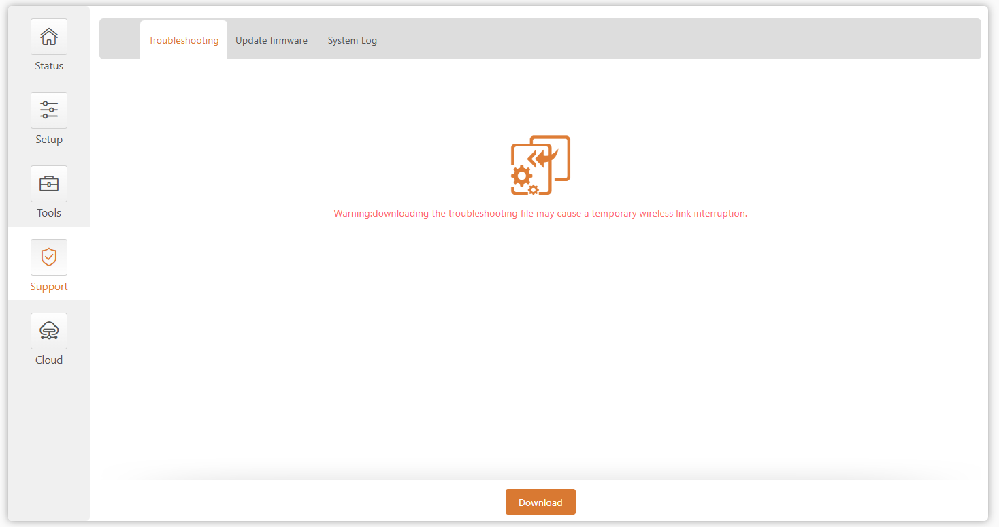 Status
Setup
Tools
Support
Cloud
Troubleshooting
Update firmware
System Log
Warning:downloading the troubleshooting file may cause a temporary wireless link interruption.
Download